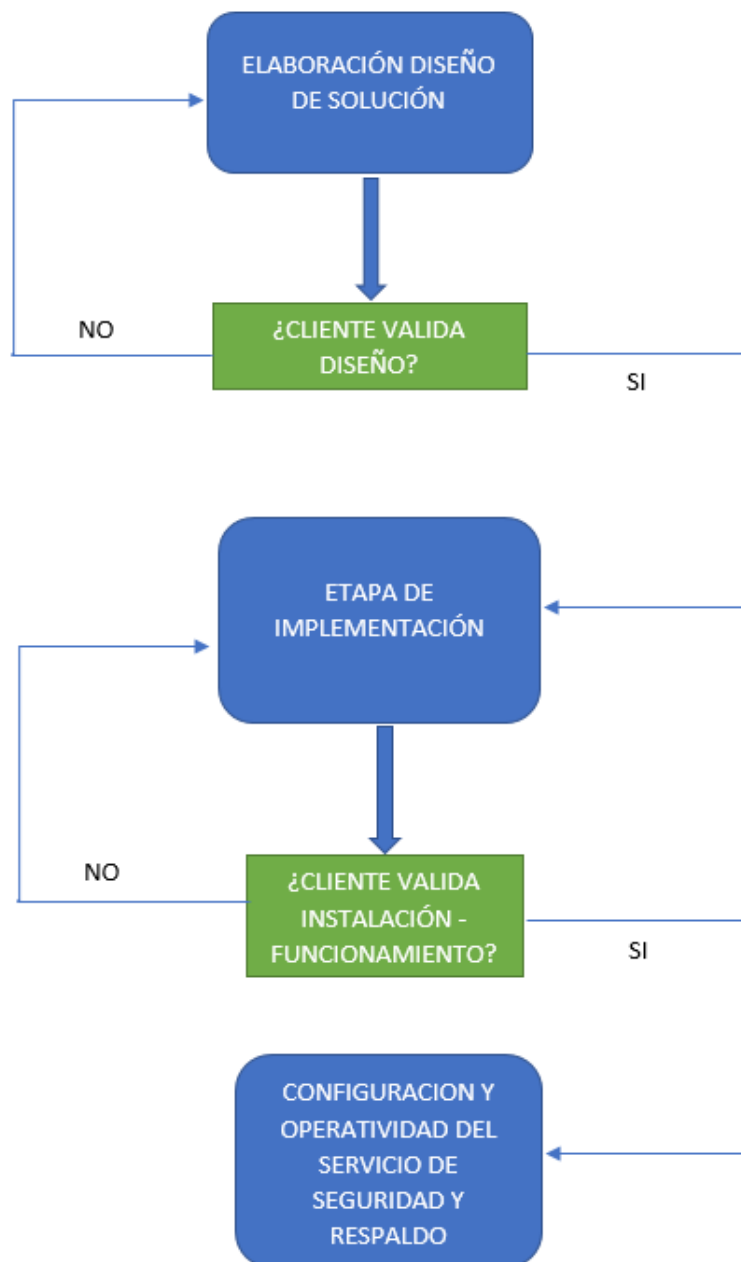 ELABORACIÓN DISEÑO
DE SOLUCIÓN
NO
¿CLIENTE VALIDA
DISEÑO?
SI
ETAPA DE
IMPLEMENTACIÓN
NO
¿CLIENTE VALIDA
INSTALACIÓN -
FUNCIONAMIENTO?
SI
CONFIGURACION Y
OPERATIVIDAD DEL
SERVICIO DE
SEGURIDAD Y
RESPALDO